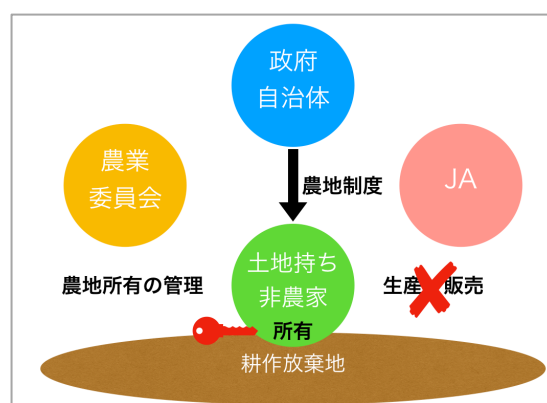 政府
自治体
農業
委員会
農地制度
JA
農地所有の管理
土地持ち
非農家
所有
生産 販売
耕作放棄地